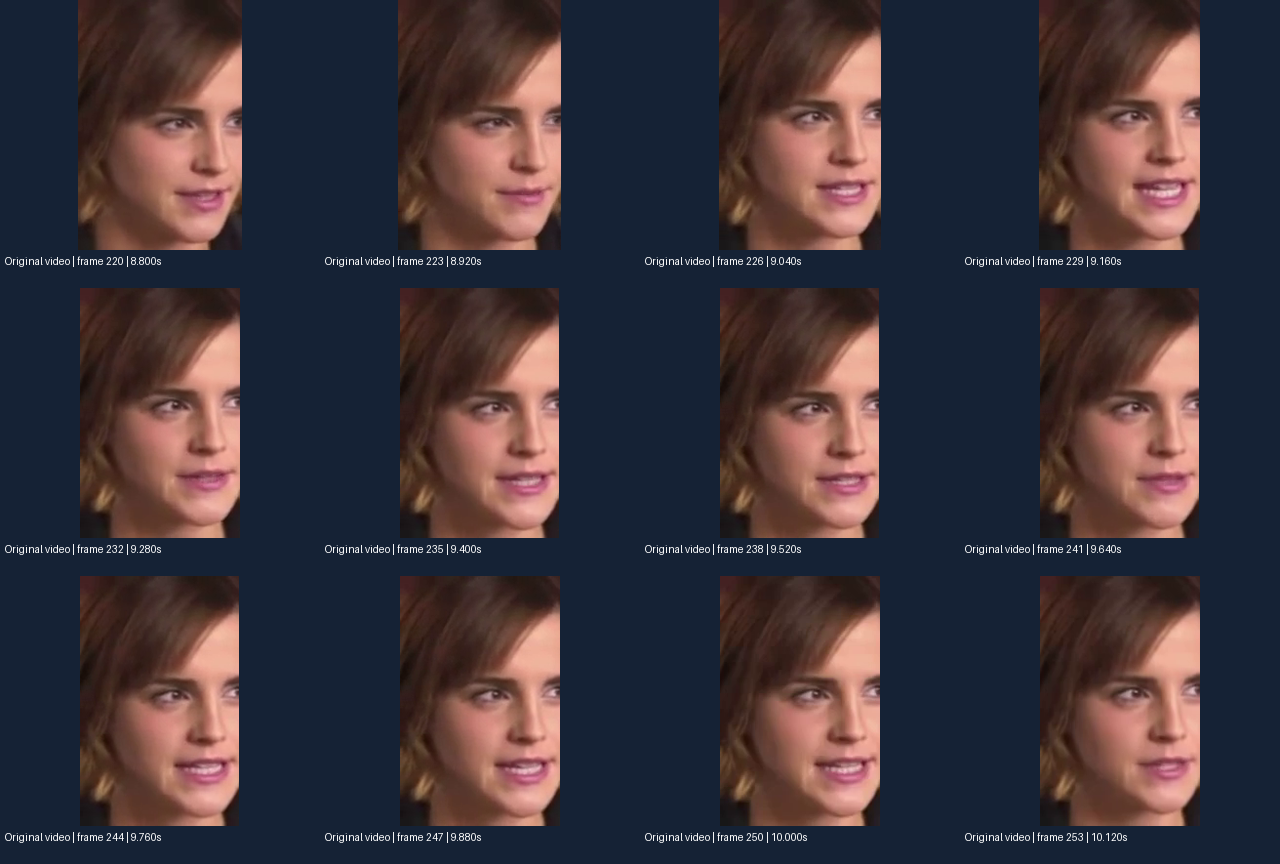 Original video | frame 220 | 8.800s
Original video | frame 223 | 8.920s
Original video | frame 226 | 9.040s
Original video | frame 229 | 9.160s
Original video | frame 232 | 9.280s
Original video | frame 235 | 9.400s
Original video | frame 238 | 9.520s
Original video | frame 241 | 9.640s
Original video | frame 244 | 9.760s
Original video | frame 247 | 9.880s
Original video | frame 250 | 10.000s
Original video | frame 253 | 10.120s